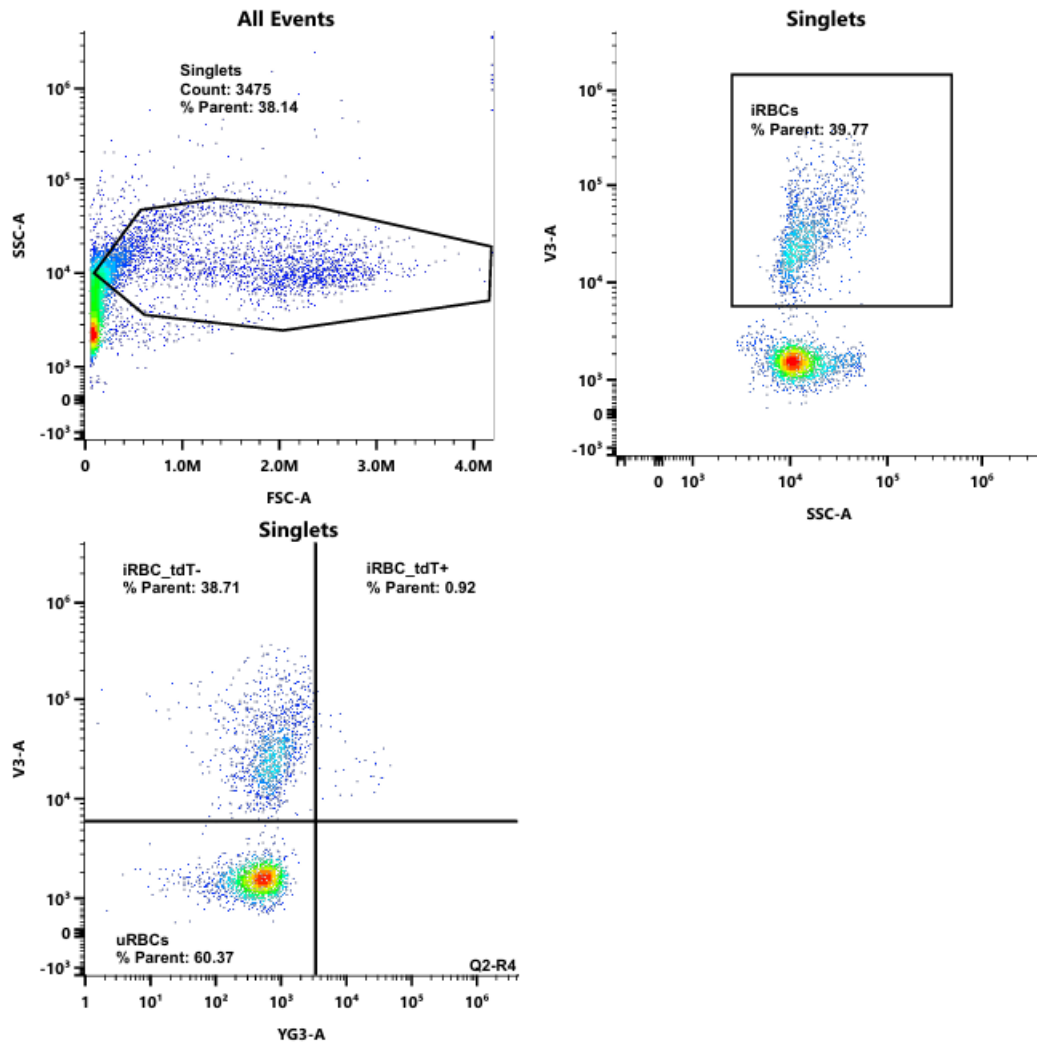 All Events
Singlets
Count: 3475
% Parent: 38.14
10⁶
10⁵
10⁴
10³
0
-10³
SSC-A
0
1.0M
2.0M
3.0M
4.0M
FSC-A
Singlets
iRBCs
% Parent: 39.77
10⁶
10⁵
10⁴
10³
0
-10³
V3-A
0
10³
10⁴
10⁵
10⁶
SSC-A
Singlets
iRBC_tdT-
% Parent: 38.71
iRBC_tdT+
% Parent: 0.92
10⁶
10⁵
10⁴
10³
0
-10³
V3-A
uRBCs
% Parent: 60.37
Q2-R4
1
10¹
10²
10³
10⁴
10⁵
10⁶
YG3-A